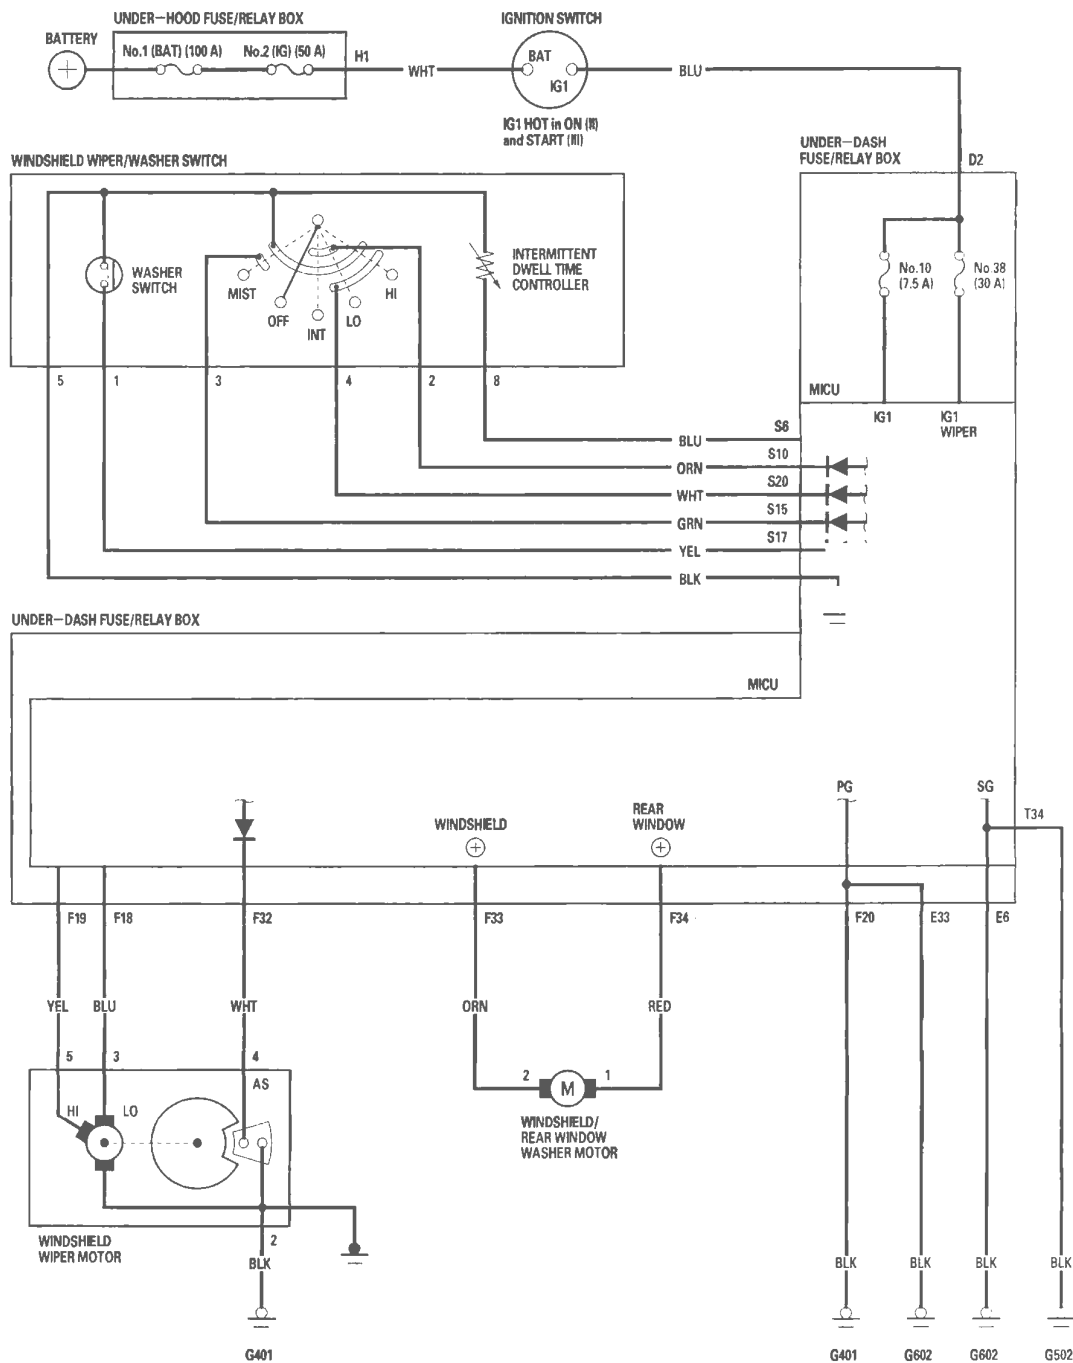 UNDER-HOOD FUSE/RELAY BOX
IGNITION SWITCH
BATTERY
No.1 (BAT) (100 A)
No.2 (IG) (50 A)
H1
WHT
BAT
IG1
BLU
IG1 HOT in ON (II)
and START (III)
UNDER-DASH
FUSE/RELAY BOX
D2
WINDSHIELD WIPER/WASHER SWITCH
WASHER
SWITCH
MIST
OFF
INT
LO
HI
INTERMITTENT
DWELL TIME
CONTROLLER
No.10
(7.5 A)
No.38
(30 A)
5
1
3
4
2
8
MICU
IG1
IG1
WIPER
BLU
S6
ORN
S10
WHT
S20
GRN
S15
YEL
S17
BLK
UNDER-DASH FUSE/RELAY BOX
MICU
WINDSHIELD
REAR
WINDOW
PG
SG
T34
F19
F18
F32
F33
F34
F20
E33
E6
YEL
BLU
WHT
ORN
RED
5
3
4
AS
HI
LO
2
M
1
WINDSHIELD/
REAR WINDOW
WASHER MOTOR
WINDSHIELD
WIPER MOTOR
2
BLK
BLK
BLK
BLK
BLK
G401
G401
G602
G602
G502